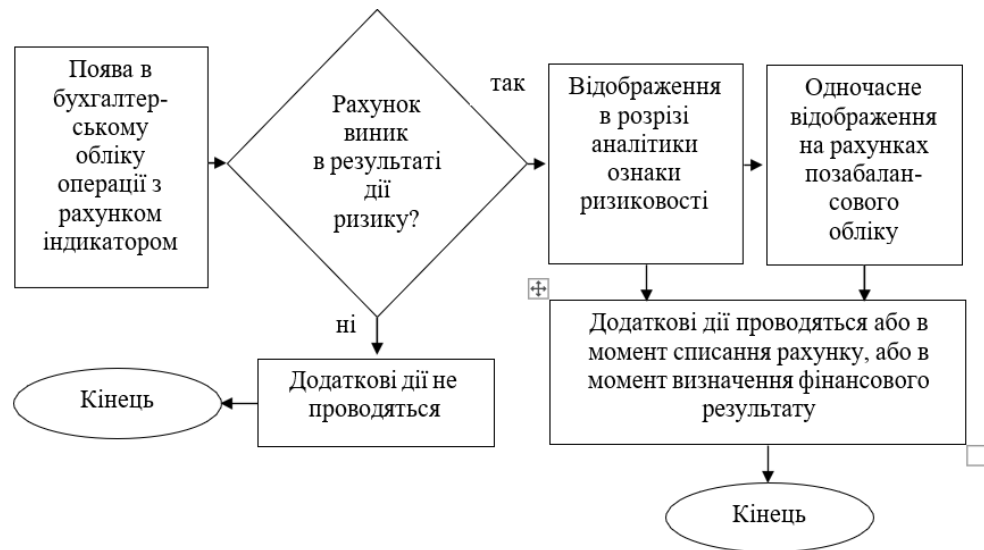 Поява в
бухгалтер-
ському
обліку
операції з
рахунком
індикатором
Рахунок
виник
в результаті
дії
ризику?
так
Відображення
в розрізі
аналітики
ознаки
ризиковості
Одночасне
відображення
на рахунках
позабалан-
сового
обліку
ні
Додаткові дії не
проводяться
Кінець
Додаткові дії проводяться або в
момент списання рахунку, або в
момент визначення фінансового
результату
Кінець